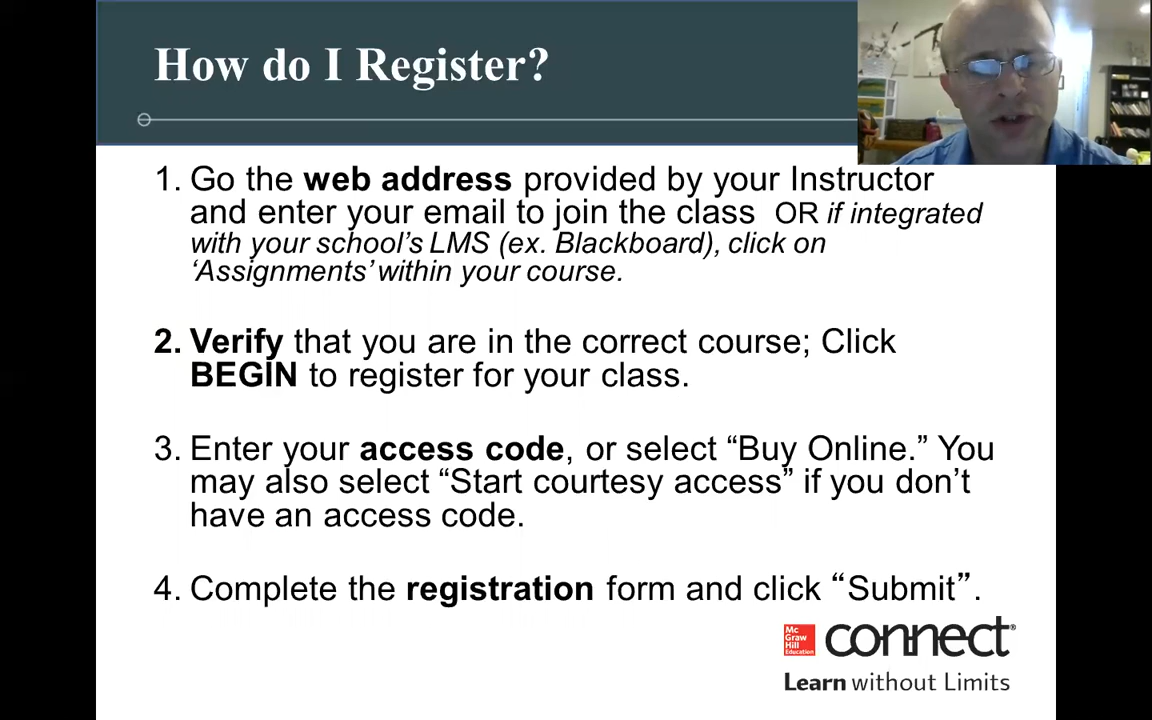 How do I Register?
1. Go the web address provided by your Instructor
and enter your email to join the class OR if integrated
with your school’s LMS (ex. Blackboard), click on
‘Assignments’ within your course.
2. Verify that you are in the correct course; Click
BEGIN to register for your class.
3. Enter your access code, or select “Buy Online.” You
may also select “Start courtesy access” if you don’t
have an access code.
4. Complete the registration form and click “Submit”.
Mc
Graw
Hill
Education
connect®
Learn without Limits